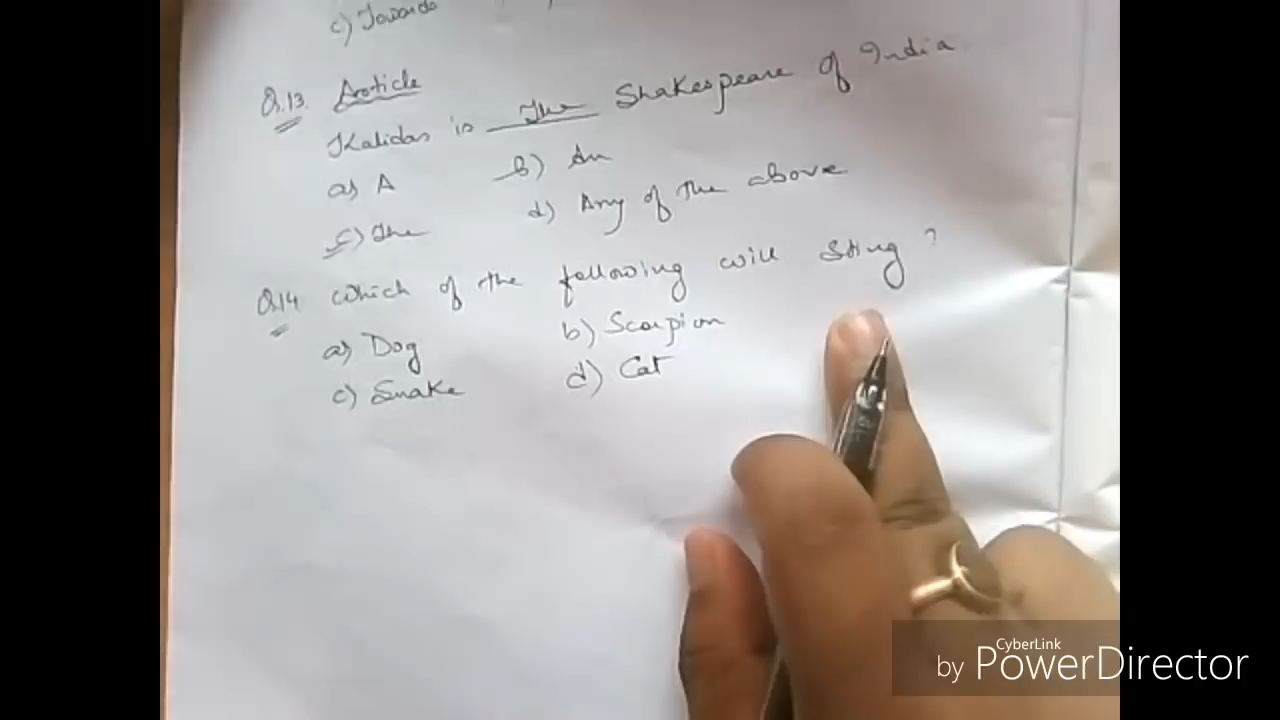 c) Towards
Q.13. Article
Kalidas is The Shakespeare of India
a) A b) An
c) The d) Any of the above
Q.14 Which of the following will Sting ?
a) Dog b) Scorpion
c) Snake d) Cat
CyberLink
by PowerDirector